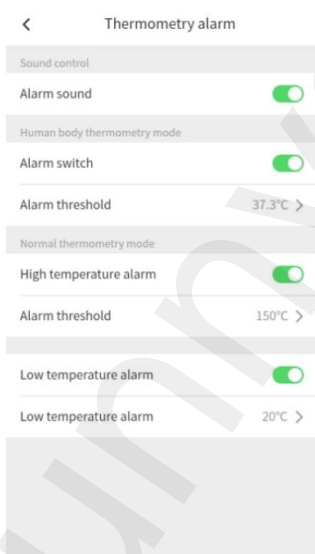 Thermometry alarm
Sound control
Alarm sound
Human body thermometry mode
Alarm switch
Alarm threshold 37.3°C
Normal thermometry mode
High temperature alarm
Alarm threshold 150°C
Low temperature alarm
Low temperature alarm 20°C